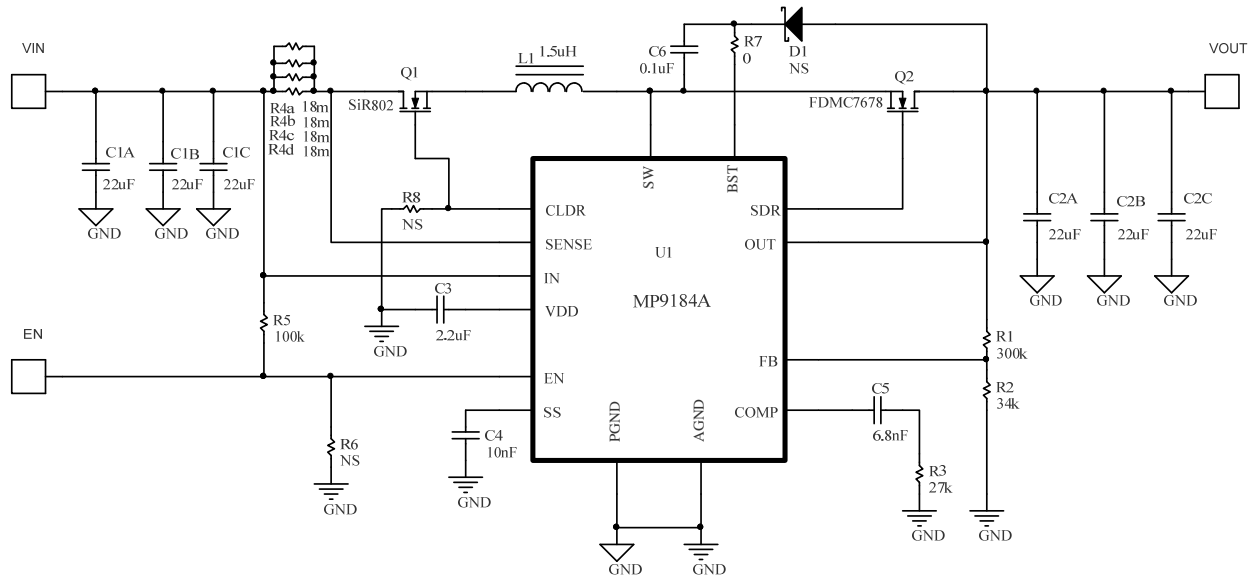 VIN
R4a 18m
R4b 18m
R4c 18m
R4d 18m
Q1
SiR802
L1 1.5uH
C6
0.1uF
R7
0
D1
NS
Q2
FDMC7678
VOUT
C1A
22uF
GND
C1B
22uF
GND
C1C
22uF
GND
R8
NS
CLDR
SENSE
IN
VDD
EN
SS
SW
BST
SDR
OUT
FB
COMP
PGND
AGND
U1
MP9184A
C2A
22uF
GND
C2B
22uF
GND
C2C
22uF
GND
C3
2.2uF
GND
R5
100k
EN
R6
NS
GND
C4
10nF
GND
GND
GND
C5
6.8nF
R3
27k
GND
R1
300k
R2
34k
GND